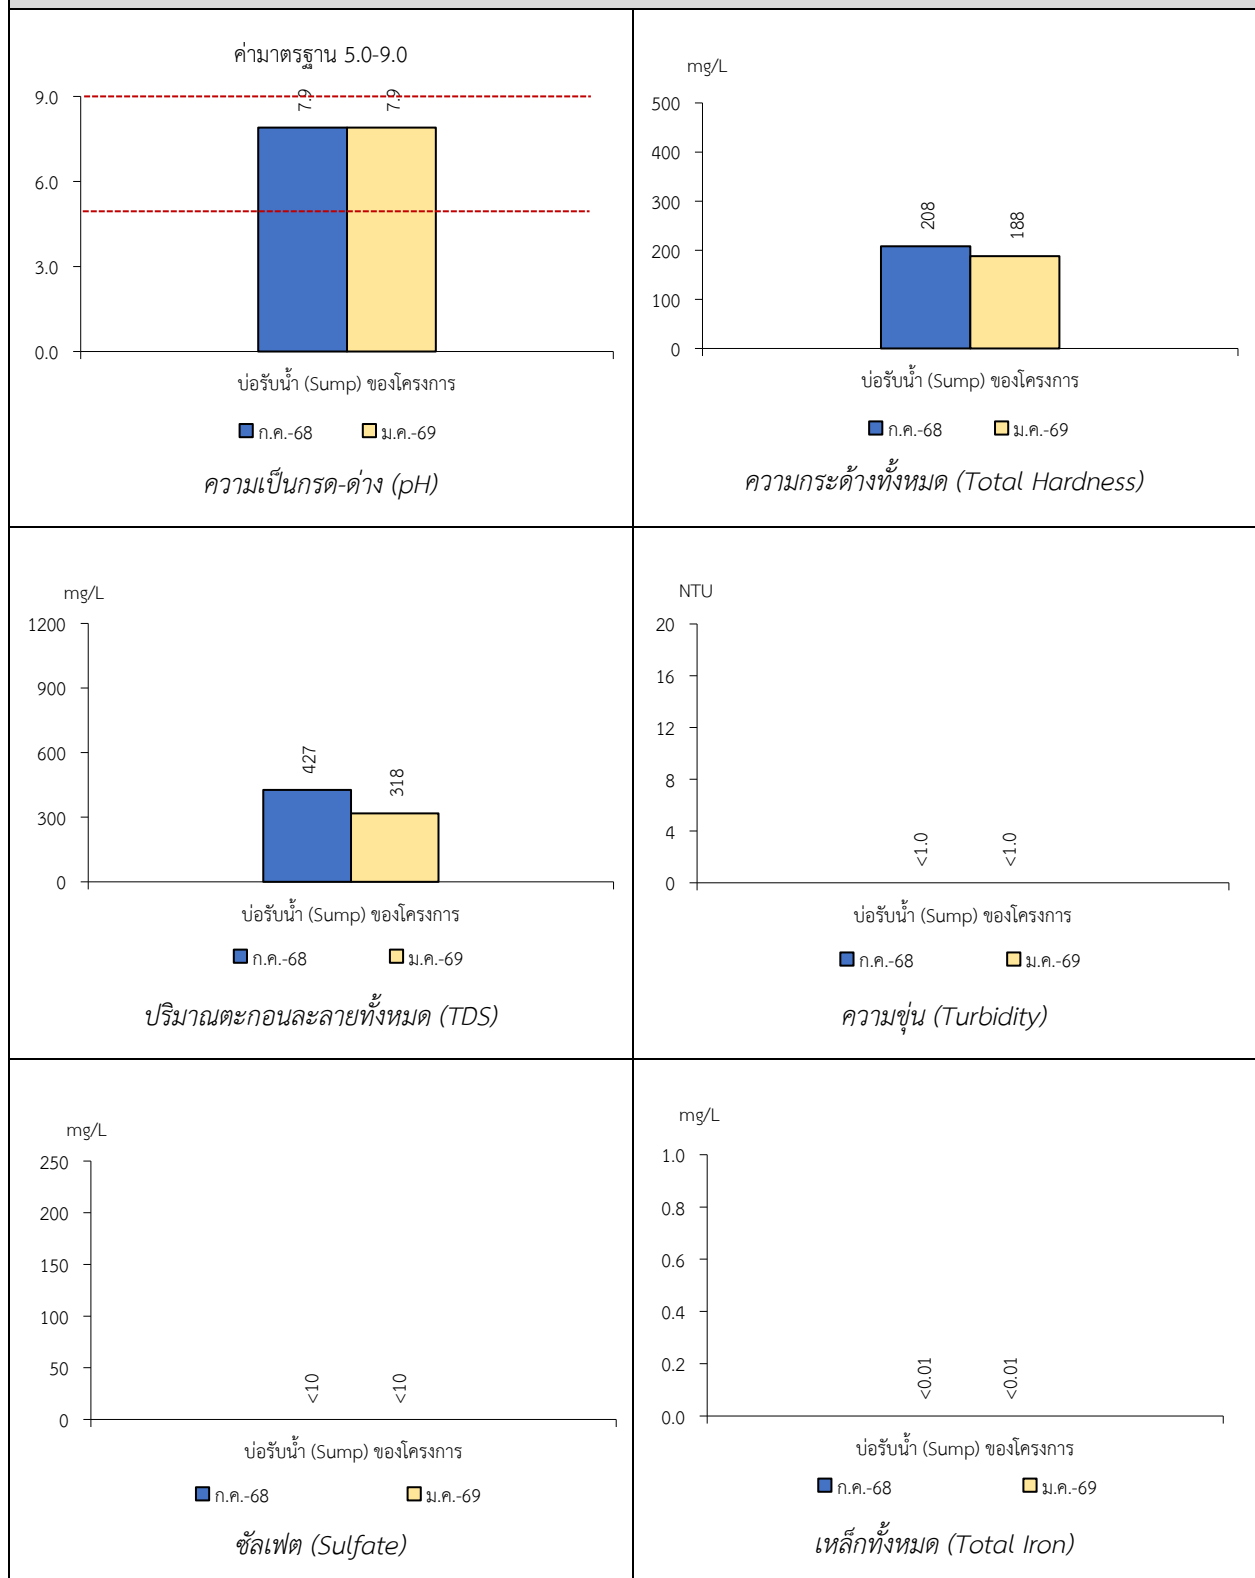 ค่ามาตรฐาน 5.0-9.0
9.0
6.0
3.0
0.0
7.9
7.9
บ่อรับน้ำ (Sump) ของโครงการ
ก.ค.-68 ม.ค.-69
ความเป็นกรด-ด่าง (pH)
mg/L
500
400
300
200
100
0
208
188
บ่อรับน้ำ (Sump) ของโครงการ
ก.ค.-68 ม.ค.-69
ความกระด้างทั้งหมด (Total Hardness)
mg/L
1200
900
600
300
0
427
318
บ่อรับน้ำ (Sump) ของโครงการ
ก.ค.-68 ม.ค.-69
ปริมาณตะกอนละลายทั้งหมด (TDS)
NTU
20
16
12
8
4
0
<1.0
<1.0
บ่อรับน้ำ (Sump) ของโครงการ
ก.ค.-68 ม.ค.-69
ความขุ่น (Turbidity)
mg/L
250
200
150
100
50
0
<10
<10
บ่อรับน้ำ (Sump) ของโครงการ
ก.ค.-68 ม.ค.-69
ซัลเฟต (Sulfate)
mg/L
1.0
0.8
0.6
0.4
0.2
0.0
<0.01
<0.01
บ่อรับน้ำ (Sump) ของโครงการ
ก.ค.-68 ม.ค.-69
เหล็กทั้งหมด (Total Iron)